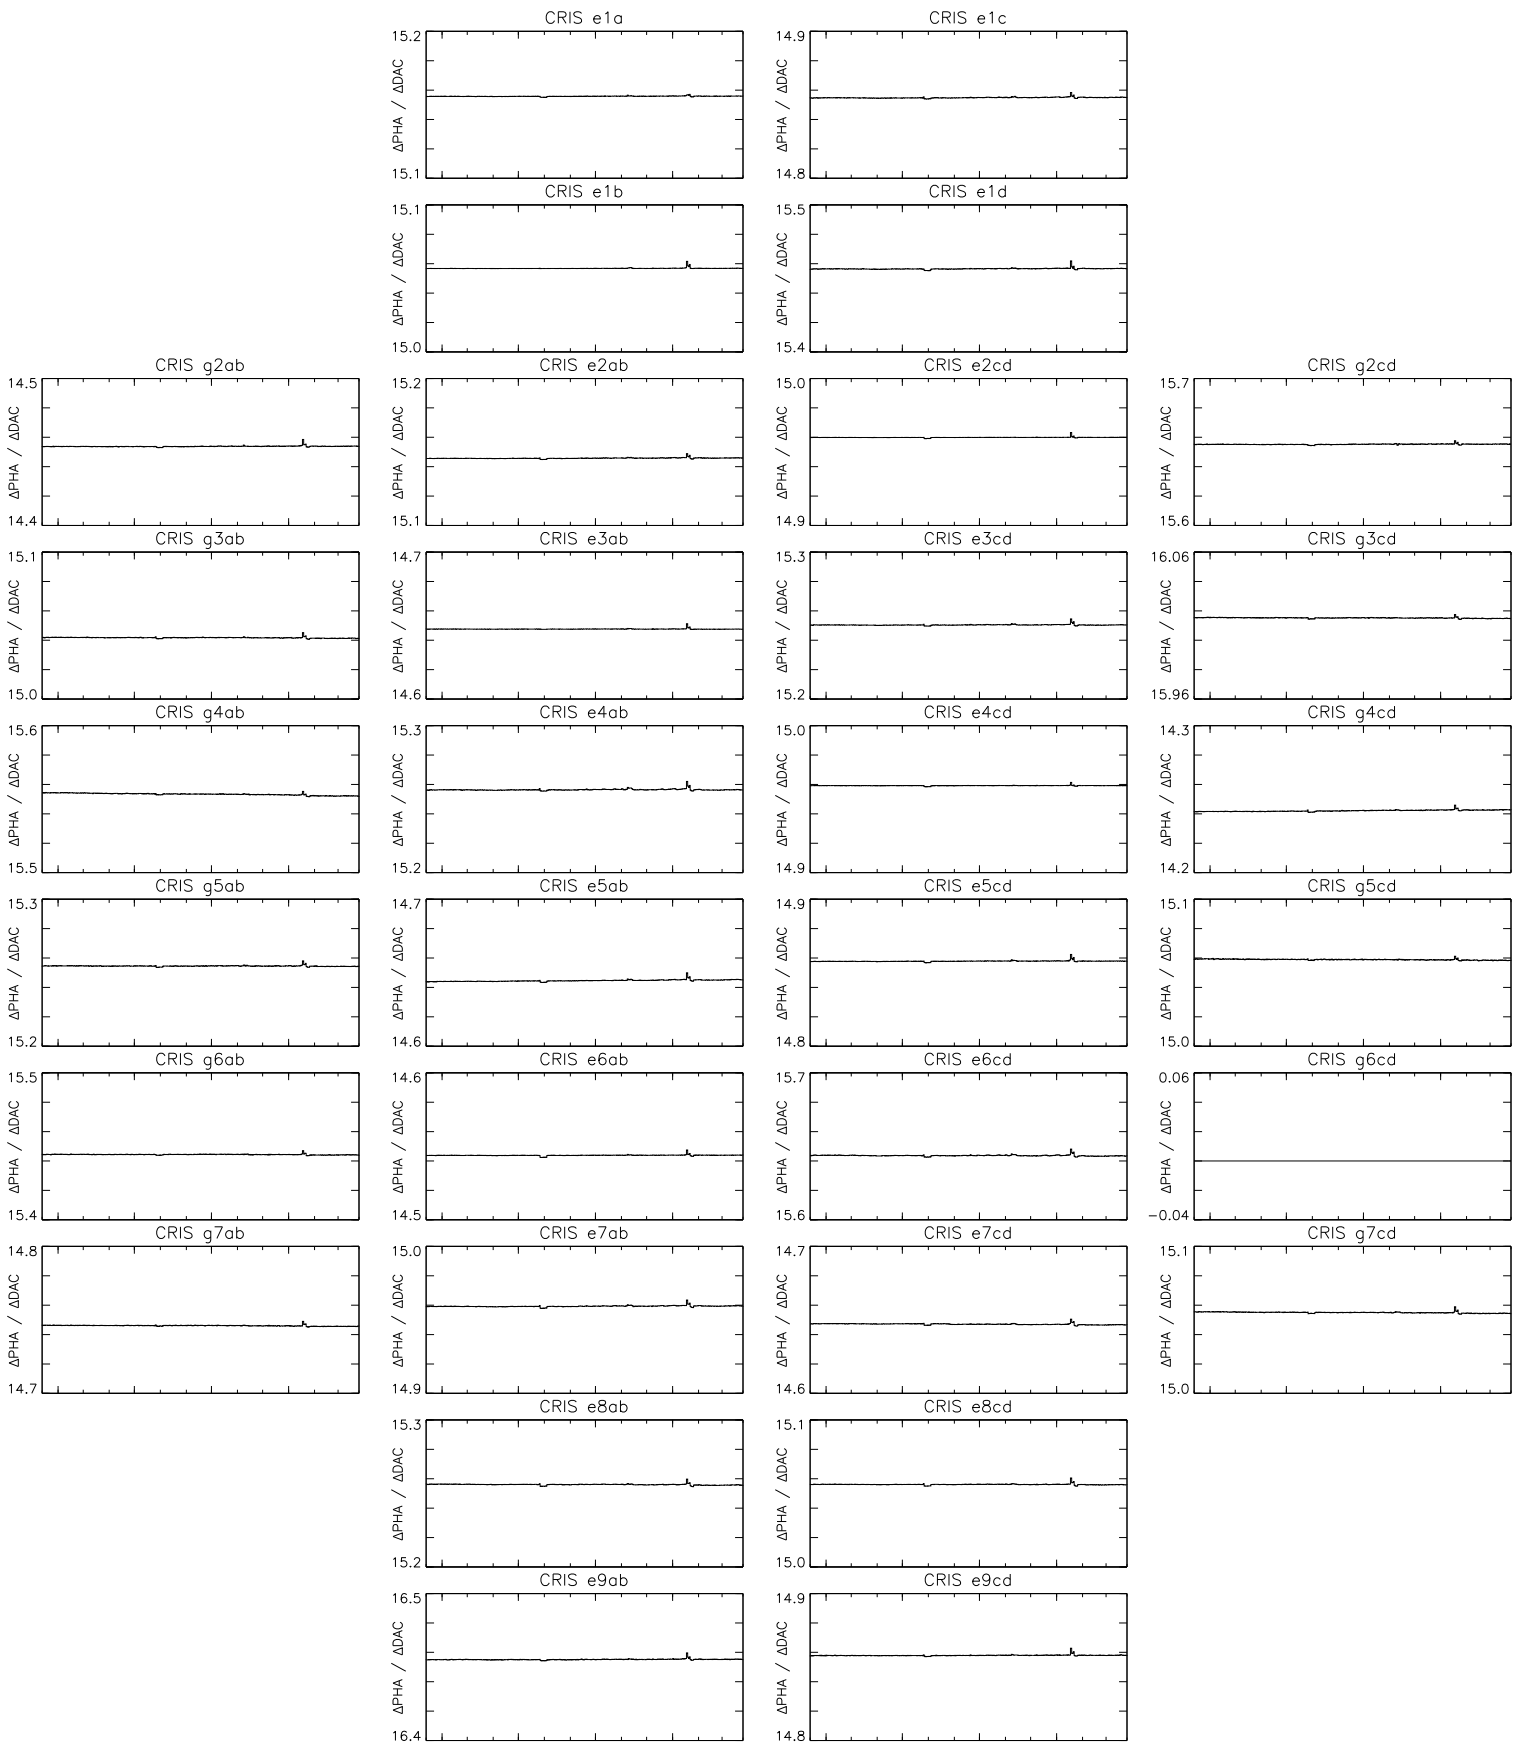 CRIS e1a
15.2
ΔPHA / ΔDAC
15.1
CRIS e1c
14.9
ΔPHA / ΔDAC
14.8
CRIS e1b
15.1
ΔPHA / ΔDAC
15.0
CRIS e1d
15.5
ΔPHA / ΔDAC
15.4
CRIS g2ab
14.5
ΔPHA / ΔDAC
14.4
CRIS e2ab
15.2
ΔPHA / ΔDAC
15.1
CRIS e2cd
15.0
ΔPHA / ΔDAC
14.9
CRIS g2cd
15.7
ΔPHA / ΔDAC
15.6
CRIS g3ab
15.1
ΔPHA / ΔDAC
15.0
CRIS e3ab
14.7
ΔPHA / ΔDAC
14.6
CRIS e3cd
15.3
ΔPHA / ΔDAC
15.2
CRIS g3cd
16.06
ΔPHA / ΔDAC
15.96
CRIS g4ab
15.6
ΔPHA / ΔDAC
15.5
CRIS e4ab
15.3
ΔPHA / ΔDAC
15.2
CRIS e4cd
15.0
ΔPHA / ΔDAC
14.9
CRIS g4cd
14.3
ΔPHA / ΔDAC
14.2
CRIS g5ab
15.3
ΔPHA / ΔDAC
15.2
CRIS e5ab
14.7
ΔPHA / ΔDAC
14.6
CRIS e5cd
14.9
ΔPHA / ΔDAC
14.8
CRIS g5cd
15.1
ΔPHA / ΔDAC
15.0
CRIS g6ab
15.5
ΔPHA / ΔDAC
15.4
CRIS e6ab
14.6
ΔPHA / ΔDAC
14.5
CRIS e6cd
15.7
ΔPHA / ΔDAC
15.6
CRIS g6cd
0.06
ΔPHA / ΔDAC
−0.04
CRIS g7ab
14.8
ΔPHA / ΔDAC
14.7
CRIS e7ab
15.0
ΔPHA / ΔDAC
14.9
CRIS e7cd
14.7
ΔPHA / ΔDAC
14.6
CRIS g7cd
15.1
ΔPHA / ΔDAC
15.0
CRIS e8ab
15.3
ΔPHA / ΔDAC
15.2
CRIS e8cd
15.1
ΔPHA / ΔDAC
15.0
CRIS e9ab
16.5
ΔPHA / ΔDAC
16.4
CRIS e9cd
14.9
ΔPHA / ΔDAC
14.8